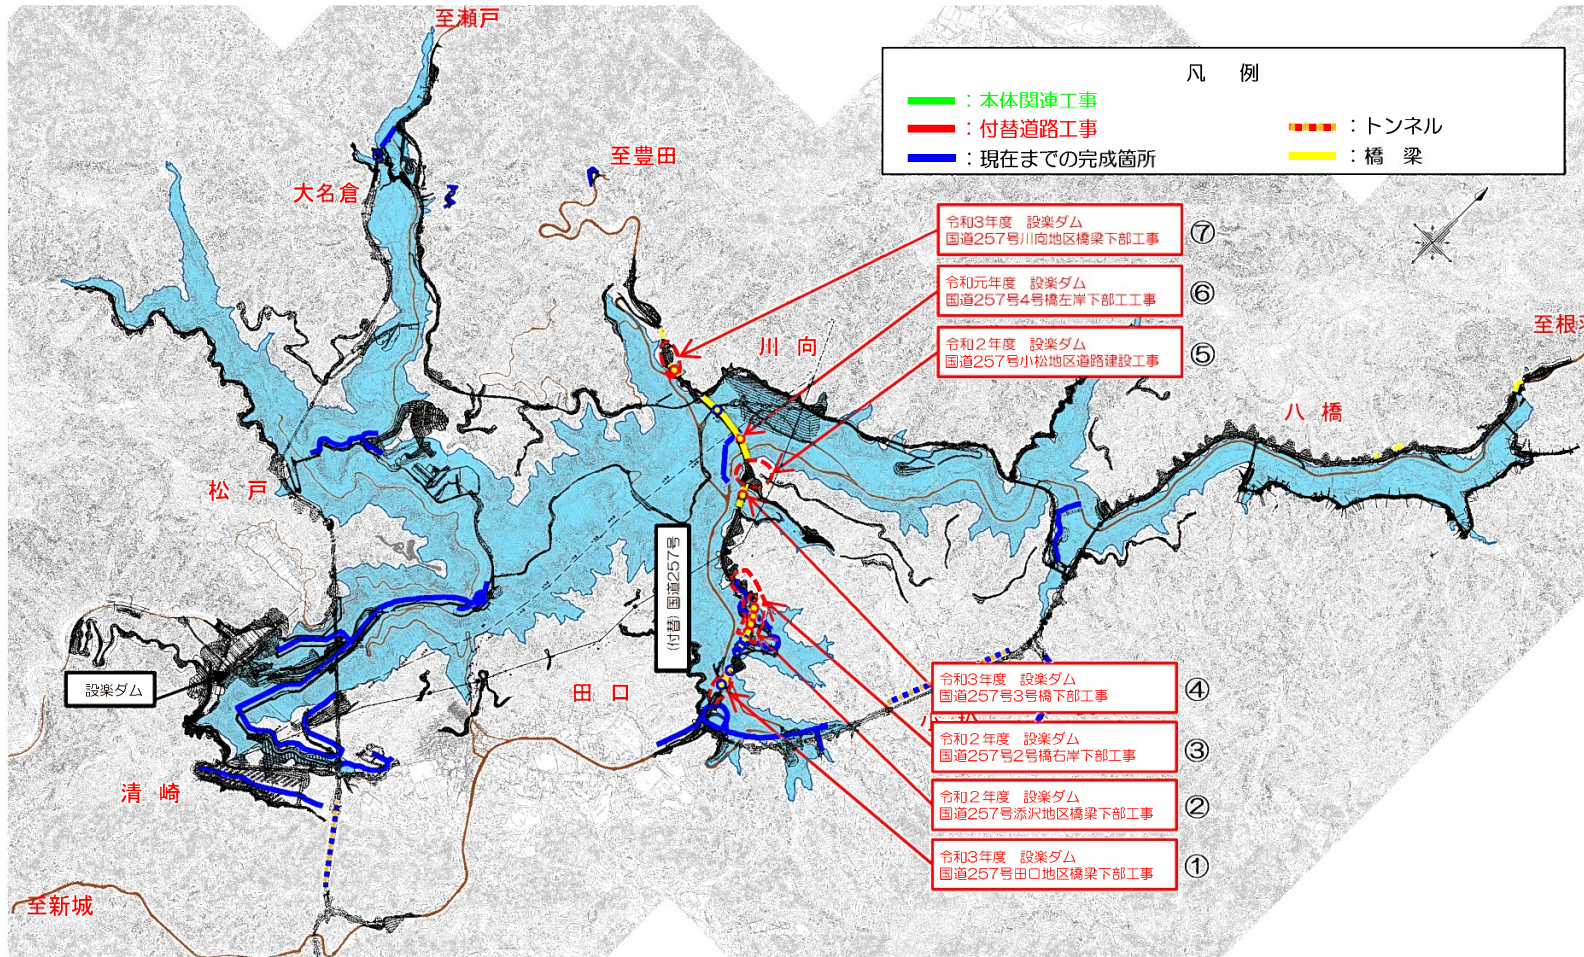 至瀬戸
凡 例
：本体関連工事
：付替道路工事
：現在までの完成箇所
：トンネル
：橋 梁
至豊田
大名倉
令和3年度 設楽ダム
国道257号川向地区橋梁下部工事
⑦
令和元年度 設楽ダム
国道257号4号橋左岸下部工工事
⑥
令和2年度 設楽ダム
国道257号小松地区道路建設工事
⑤
川 向
至根
八 橋
松 戸
(付替) 国道257号
設楽ダム
田 口
令和3年度 設楽ダム
国道257号3号橋下部工事
④
令和2年度 設楽ダム
国道257号2号橋右岸下部工事
③
令和2年度 設楽ダム
国道257号添沢地区橋梁下部工事
②
令和3年度 設楽ダム
国道257号田口地区橋梁下部工事
①
清 崎
至新城